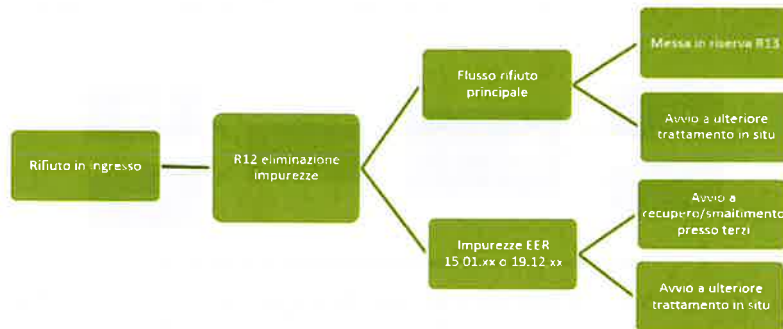 Rifiuto in ingresso
R12 eliminazione
impurezze
Flusso rifiuto
principale
Messa in riserva R13
Avvio a ulteriore
trattamento in situ
Impurezze EER
15.01.xx o 19.12.xx
Avvio a
recupero/smaltimento
presso terzi
Avvio a ulteriore
trattamento in situ